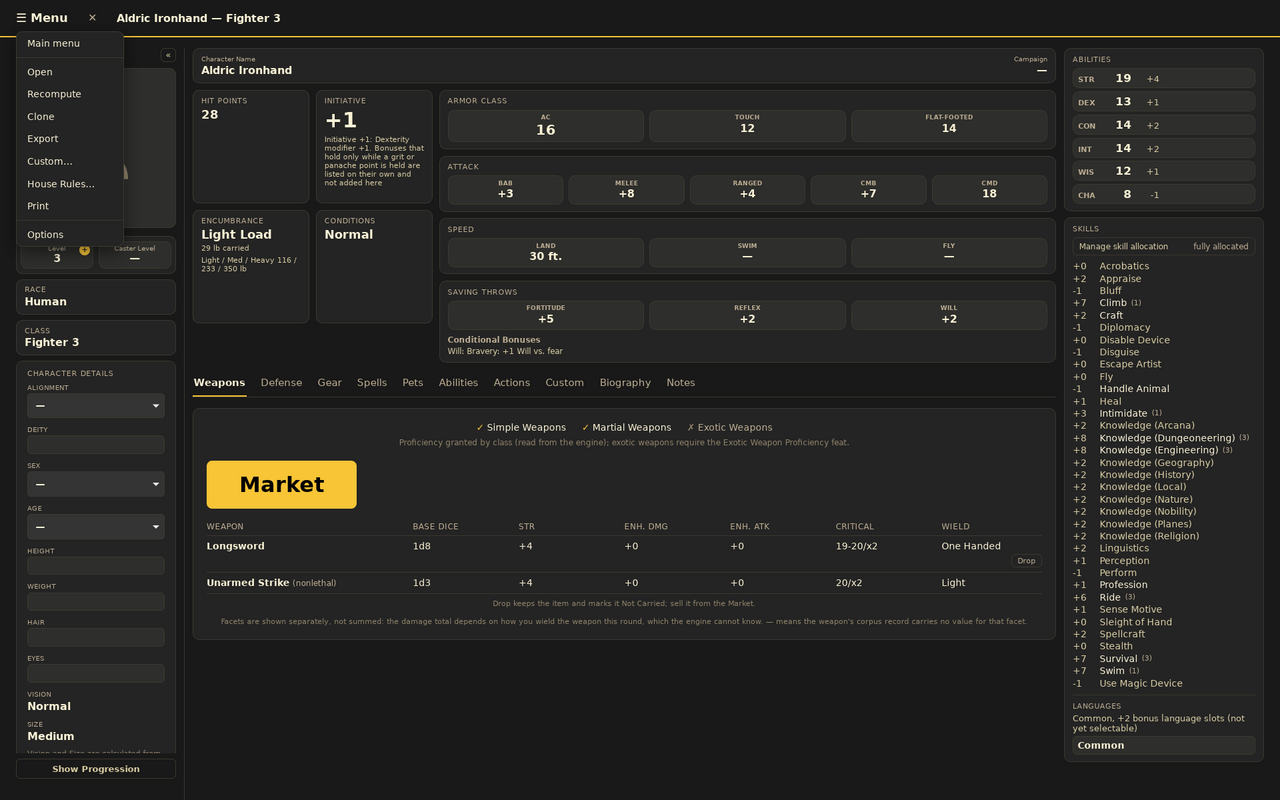 ☰ Menu
×
Aldric Ironhand — Fighter 3
Main menu
Open
Recompute
Clone
Export
Custom...
House Rules...
Print
Options
«
Level
3
+
Caster Level
—
RACE
Human
CLASS
Fighter 3
CHARACTER DETAILS
ALIGNMENT
—
DEITY
SEX
—
AGE
—
HEIGHT
WEIGHT
HAIR
EYES
VISION
Normal
SIZE
Medium
Vision and Size are calculated from
Show Progression
Character Name
Aldric Ironhand
Campaign
—
HIT POINTS
28
INITIATIVE
+1
Initiative +1: Dexterity
modifier +1. Bonuses that
hold only while a grit or
panache point is held are
listed on their own and
not added here
ENCUMBRANCE
Light Load
29 lb carried
Light / Med / Heavy 116 /
233 / 350 lb
CONDITIONS
Normal
ARMOR CLASS
AC
16
TOUCH
12
FLAT-FOOTED
14
ATTACK
BAB
+3
MELEE
+8
RANGED
+4
CMB
+7
CMD
18
SPEED
LAND
30 ft.
SWIM
—
FLY
—
SAVING THROWS
FORTITUDE
+5
REFLEX
+2
WILL
+2
Conditional Bonuses
Will: Bravery: +1 Will vs. fear
Weapons Defense Gear Spells Pets Abilities Actions Custom Biography Notes
✓ Simple Weapons ✓ Martial Weapons ✗ Exotic Weapons
Proficiency granted by class (read from the engine); exotic weapons require the Exotic Weapon Proficiency feat.
Market
WEAPON BASE DICE STR ENH. DMG ENH. ATK CRITICAL WIELD
Longsword 1d8 +4 +0 +0 19-20/x2 One Handed
Drop
Unarmed Strike (nonlethal) 1d3 +4 +0 +0 20/x2 Light
Drop keeps the item and marks it Not Carried; sell it from the Market.
Facets are shown separately, not summed: the damage total depends on how you wield the weapon this round, which the engine cannot know. — means the weapon's corpus record carries no value for that facet.
ABILITIES
STR 19 +4
DEX 13 +1
CON 14 +2
INT 14 +2
WIS 12 +1
CHA 8 -1
SKILLS
Manage skill allocation fully allocated
+0 Acrobatics
+2 Appraise
-1 Bluff
+7 Climb (1)
+2 Craft
-1 Diplomacy
+0 Disable Device
-1 Disguise
+0 Escape Artist
+0 Fly
-1 Handle Animal
+1 Heal
+3 Intimidate (1)
+2 Knowledge (Arcana)
+8 Knowledge (Dungeoneering) (3)
+8 Knowledge (Engineering) (3)
+2 Knowledge (Geography)
+2 Knowledge (History)
+2 Knowledge (Local)
+2 Knowledge (Nature)
+2 Knowledge (Nobility)
+2 Knowledge (Planes)
+2 Knowledge (Religion)
+2 Linguistics
+1 Perception
-1 Perform
+1 Profession
+6 Ride (3)
+1 Sense Motive
+0 Sleight of Hand
+2 Spellcraft
+0 Stealth
+7 Survival (3)
+7 Swim (1)
-1 Use Magic Device
LANGUAGES
Common, +2 bonus language slots (not
yet selectable)
Common